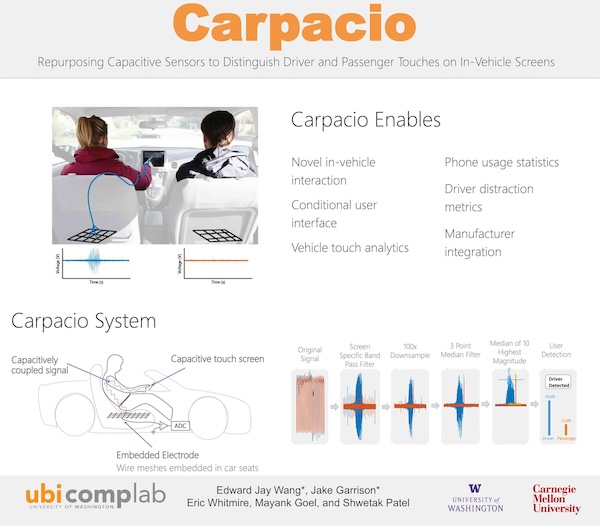 Carpacio
Repurposing Capacitive Sensors to Distinguish Driver and Passenger Touches on In-Vehicle Screens
Carpacio Enables
Novel in-vehicle
interaction
Conditional user
interface
Vehicle touch analytics
Phone usage statistics
Driver distraction
metrics
Manufacturer
integration
Voltage (V)
Time (s)
Voltage (V)
Time (s)
Carpacio System
Capacitively
coupled signal
Capacitive touch screen
ADC
Embedded Electrode
Wire meshes embedded in car seats
Original
Signal
Screen
Specific Band
Pass Filter
100x
Downsample
3 Point
Median Filter
Median of 10
Highest
Magnitude
User
Detection
Driver
Detected
Driver
Passenger
ubicomplab
UNIVERSITY OF WASHINGTON
Edward Jay Wang*, Jake Garrison*
Eric Whitmire, Mayank Goel, and Shwetak Patel
W
UNIVERSITY of
WASHINGTON
Carnegie
Mellon
University